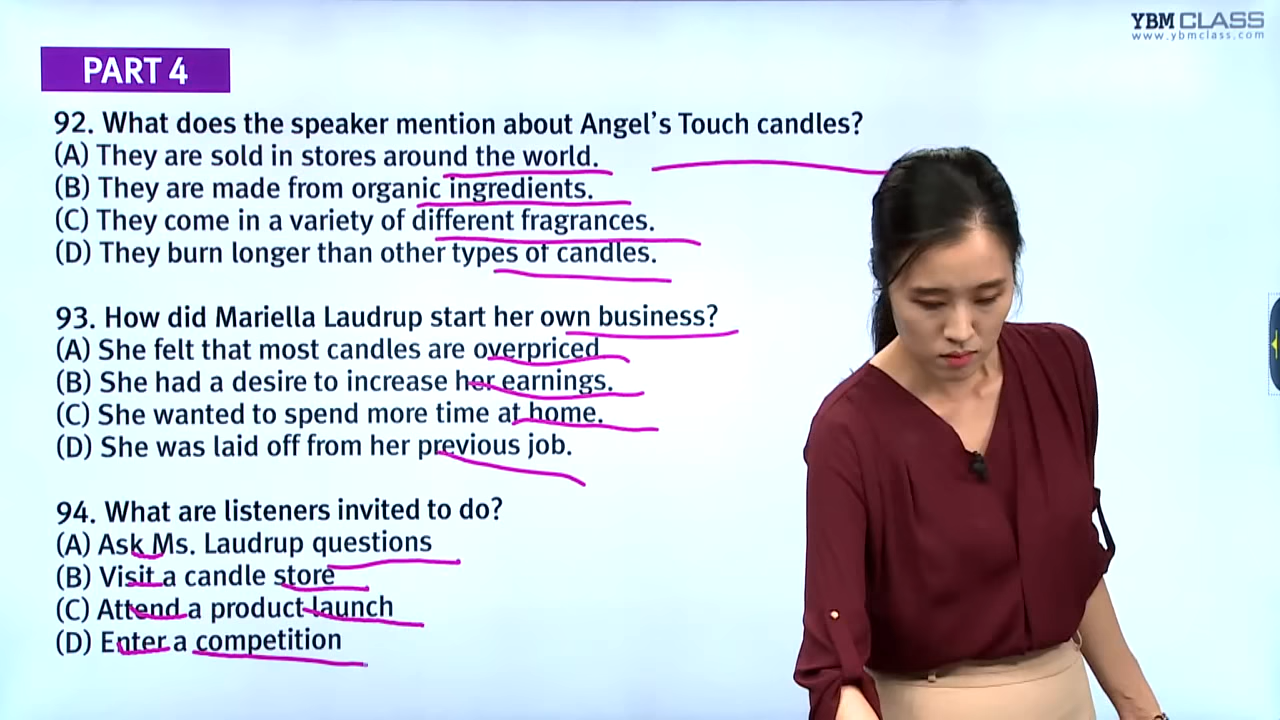 YBM CLASS
www.ybmclass.com
PART 4
92. What does the speaker mention about Angel's Touch candles?
(A) They are sold in stores around the world.
(B) They are made from organic ingredients.
(C) They come in a variety of different fragrances.
(D) They burn longer than other types of candles.
93. How did Mariella Laudrup start her own business?
(A) She felt that most candles are overpriced
(B) She had a desire to increase her earnings.
(C) She wanted to spend more time at home.
(D) She was laid off from her previous job.
94. What are listeners invited to do?
(A) Ask Ms. Laudrup questions
(B) Visit a candle store
(C) Attend a product launch
(D) Enter a competition